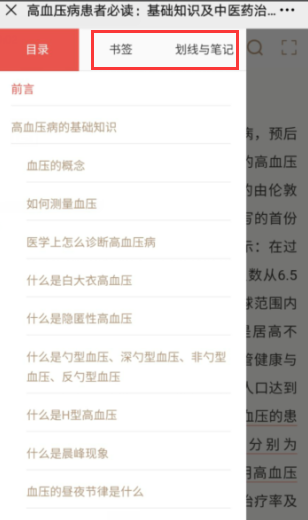 高血压病患者必读：基础知识及中医药治...
目录 书签 划线与笔记
前言
高血压病的基础知识
血压的概念
如何测量血压
医学上怎么诊断高血压病
什么是白大衣高血压
什么是隐匿性高血压
什么是勺型血压、深勺型血压、非勺型
血压、反勺型血压
什么是H型高血压
什么是晨峰现象
血压的昼夜节律是什么
病，预后
的高血压
的由伦敦
写的首份
示：在过
数从6.5
球范围内
是居高不
管健康与
人口达到
血压的患
分别为
用高血压
治疗率及